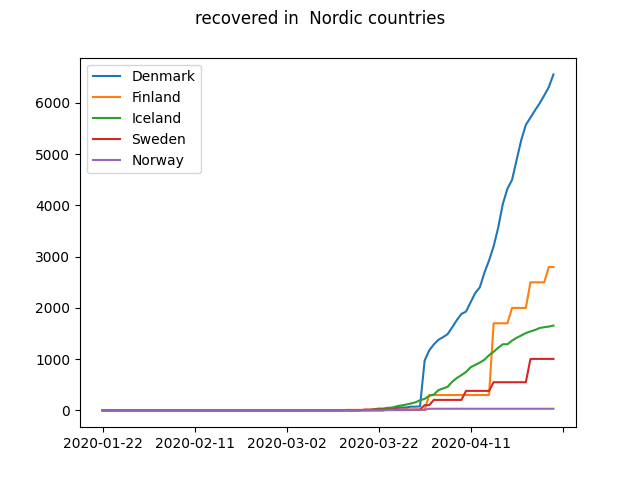 recovered in  Nordic countries
Denmark
Finland
Iceland
Sweden
Norway
6000
5000
4000
3000
2000
1000
0
2020-01-22 2020-02-11 2020-03-02 2020-03-22 2020-04-11